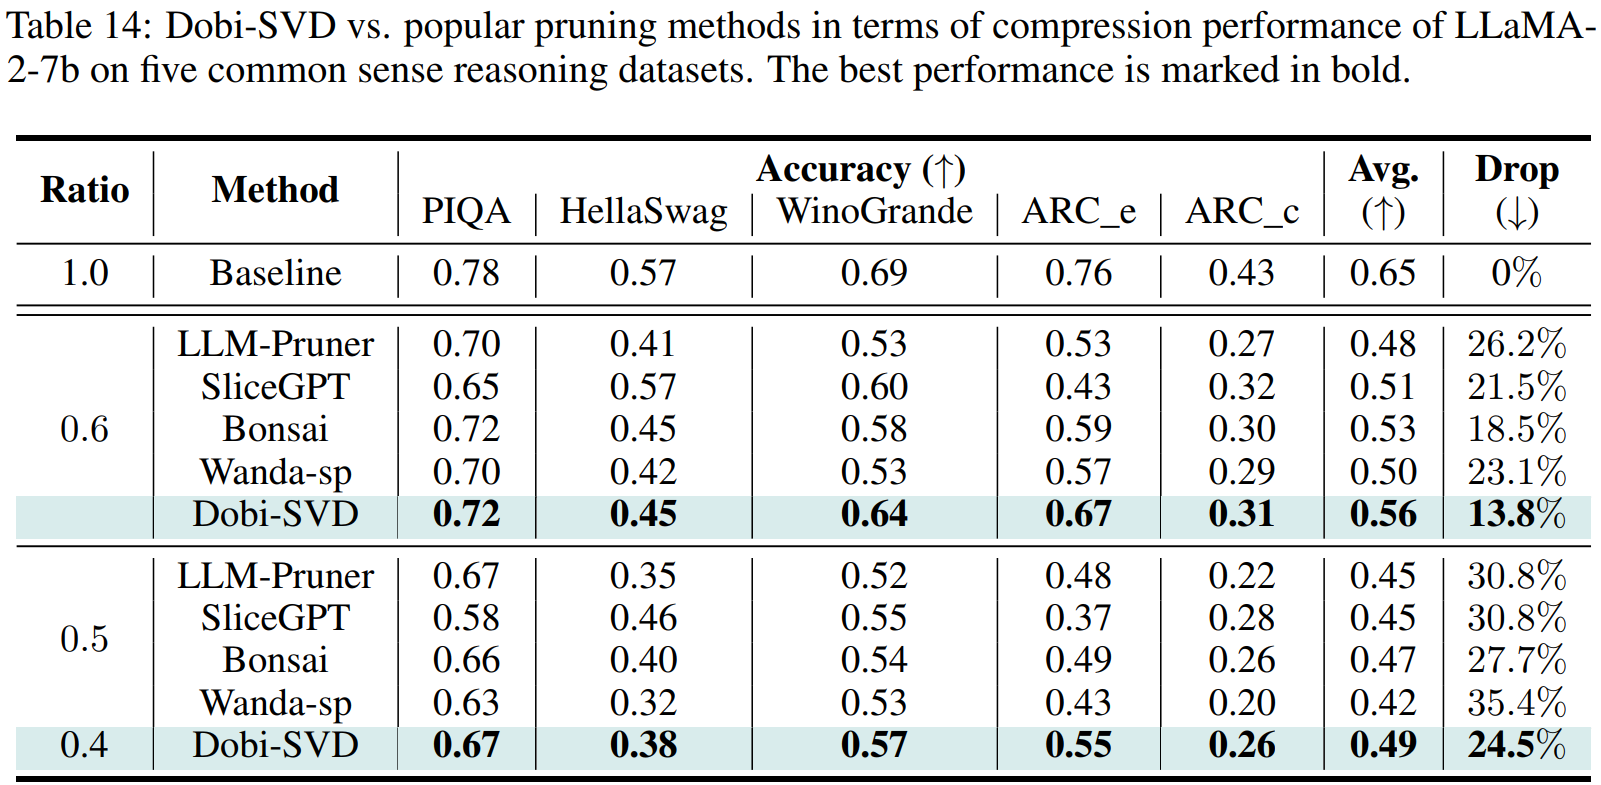 Table 14: Dobi-SVD vs. popular pruning methods in terms of compression performance of LLaMA-
2-7b on five common sense reasoning datasets. The best performance is marked in bold.
Ratio Method Accuracy (↑) Avg. (↑) Drop (↓)
PIQA HellaSwag WinoGrande ARC_e ARC_c
1.0 Baseline 0.78 0.57 0.69 0.76 0.43 0.65 0%
0.6 LLM-Pruner 0.70 0.41 0.53 0.53 0.27 0.48 26.2%
SliceGPT 0.65 0.57 0.60 0.43 0.32 0.51 21.5%
Bonsai 0.72 0.45 0.58 0.59 0.30 0.53 18.5%
Wanda-sp 0.70 0.42 0.53 0.57 0.29 0.50 23.1%
Dobi-SVD 0.72 0.45 0.64 0.67 0.31 0.56 13.8%
0.5 LLM-Pruner 0.67 0.35 0.52 0.48 0.22 0.45 30.8%
SliceGPT 0.58 0.46 0.55 0.37 0.28 0.45 30.8%
Bonsai 0.66 0.40 0.54 0.49 0.26 0.47 27.7%
Wanda-sp 0.63 0.32 0.53 0.43 0.20 0.42 35.4%
0.4 Dobi-SVD 0.67 0.38 0.57 0.55 0.26 0.49 24.5%